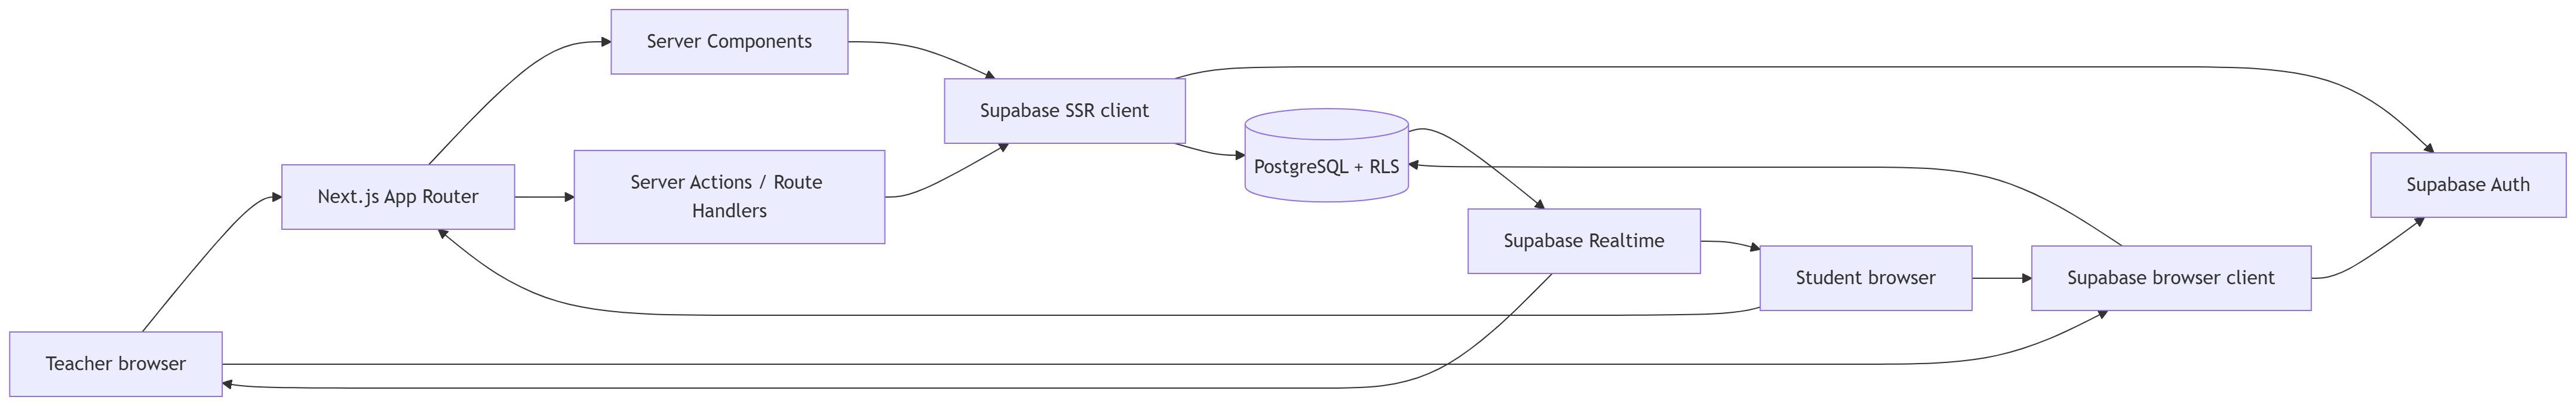 Server Components
Supabase SSR client
PostgreSQL + RLS
Server Actions / Route
Handlers
Next.js App Router
Supabase Auth
Supabase Realtime
Student browser
Supabase browser client
Teacher browser